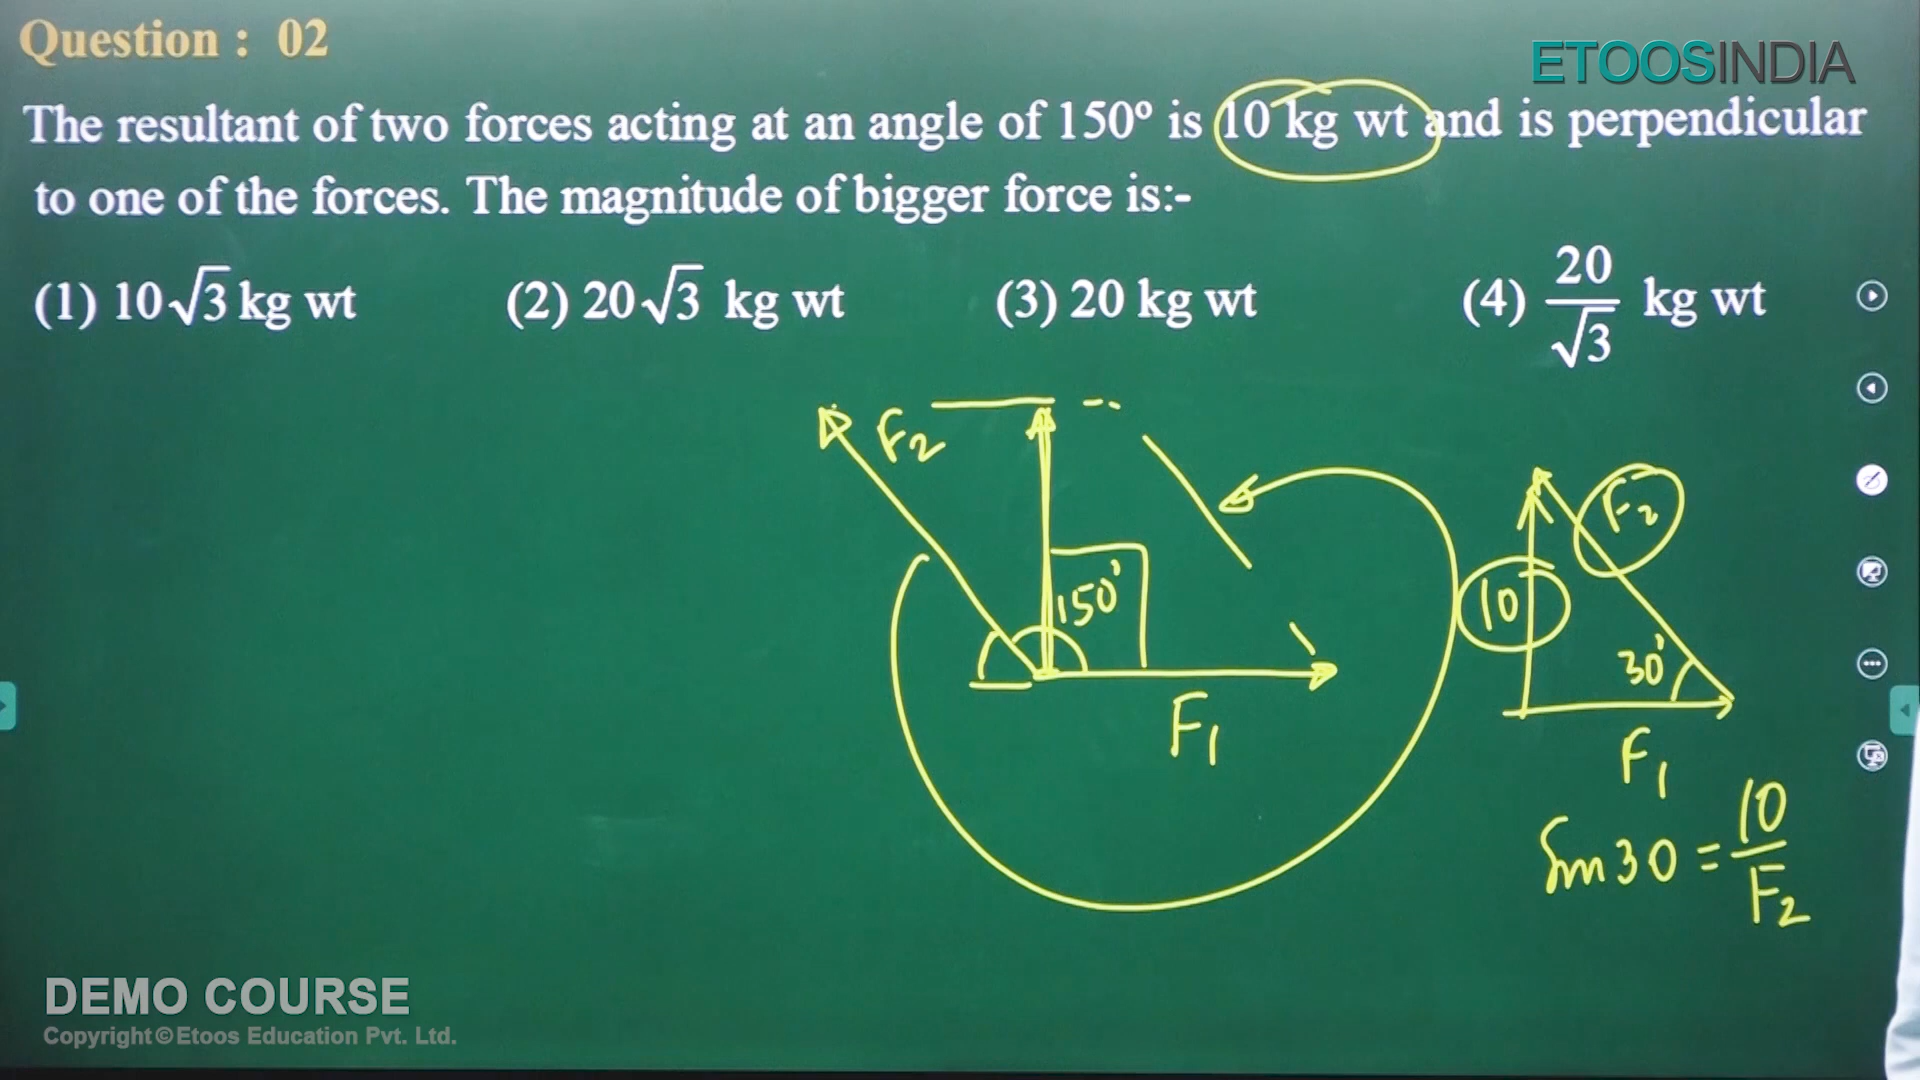 Question : 02
ETOOSINDIA
The resultant of two forces acting at an angle of 150º is 10 kg wt and is perpendicular
to one of the forces. The magnitude of bigger force is:-
(1) 10√3 kg wt (2) 20√3 kg wt (3) 20 kg wt (4) 20/√3 kg wt
F₂
150°
F₁
F₂
10
30°
F₁
Sin 30 = 10/F₂
DEMO COURSE
Copyright © Etoos Education Pvt. Ltd.